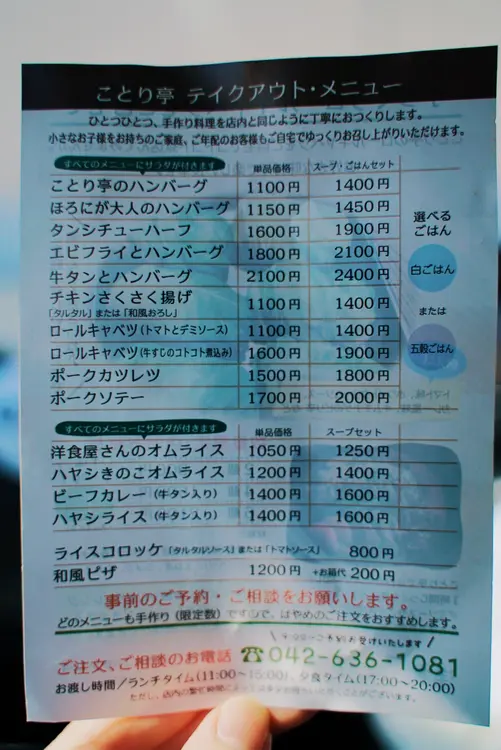 ことり亭 テイクアウト・メニュー
ひとつひとつ、手作り料理を店内と同じように丁寧におつくりします。
小さなお子様をお持ちのご家庭、ご年配のお客様もご自宅でゆっくりお召し上がりいただけます。
すべてのメニューにサラダが付きます 単品価格 スープ・ごはんセット
ことり亭のハンバーグ 1100円 1400円
ほろにが大人のハンバーグ 1150円 1450円
タンシチューハーフ 1600円 1900円
エビフライとハンバーグ 1800円 2100円
牛タンとハンバーグ 2100円 2400円
チキンさくさく揚げ 1100円 1400円
「タルタル」または「和風おろし」
ロールキャベツ(トマトとデミソース) 1100円 1400円
ロールキャベツ(牛すじのコトコト煮込み) 1600円 1900円
ポークカツレツ 1500円 1800円
ポークソテー 1700円 2000円
選べる
ごはん
白ごはん
または
五穀ごはん
すべてのメニューにサラダが付きます 単品価格 スープセット
洋食屋さんのオムライス 1050円 1250円
ハヤシきのこオムライス 1200円 1400円
ビーフカレー(牛タン入り) 1400円 1600円
ハヤシライス(牛タン入り) 1400円 1600円
ライスコロッケ「タルタルソース」または「トマトソース」 800円
和風ピザ 1200円 +お箱代 200円
事前のご予約・ご相談をお願いします。
どのメニューも手作り(限定数)ですので、はやめのご注文をおすすめします。
ご注文、ご相談のお電話 ☎042-636-1081
お渡し時間/ランチタイム(11:00〜15:00)、夕食タイム(17:00〜20:00)
ただし、店内の繁忙時間に